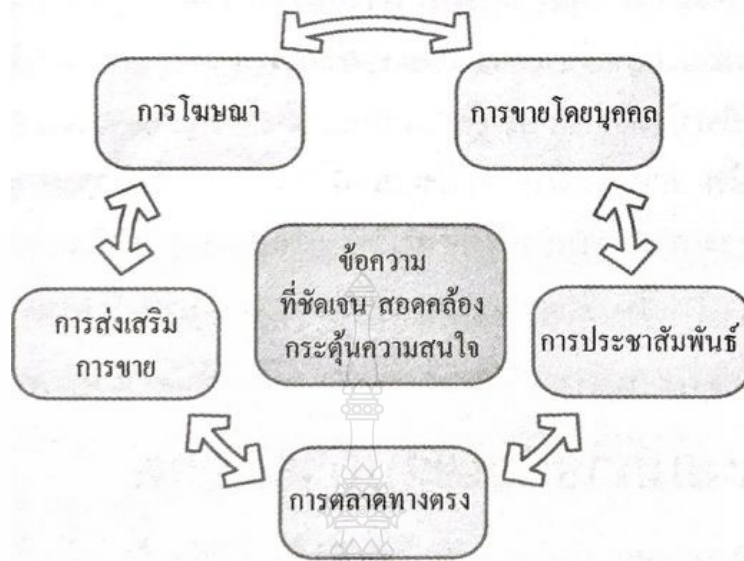 การโฆษณา
การขายโดยบุคคล
ข้อความ
ที่ชัดเจน สอดคล้อง
กระตุ้นความสนใจ
การส่งเสริม
การขาย
การประชาสัมพันธ์
การตลาดทางตรง